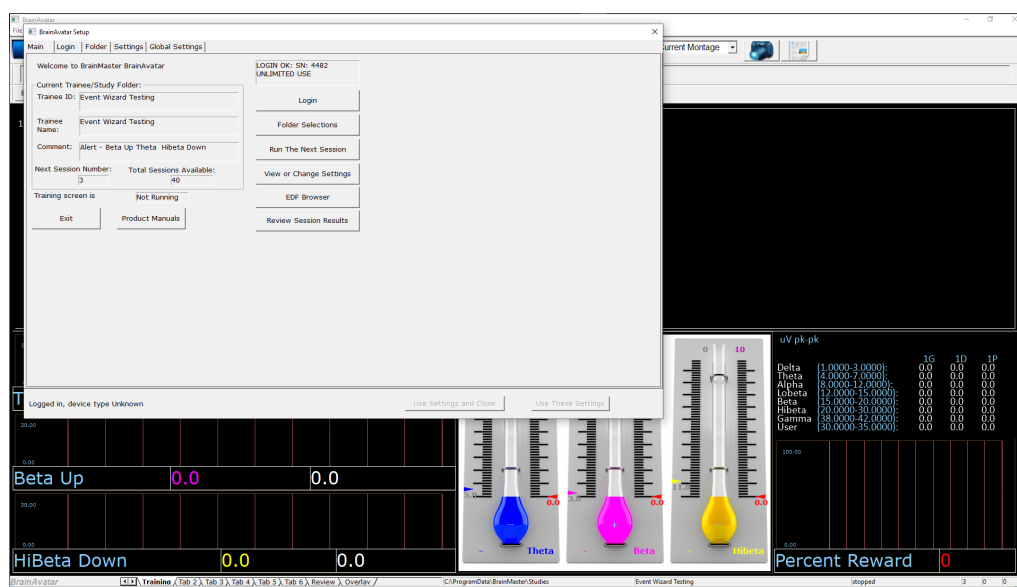 BrainAvatar
File
BrainAvatar Setup
Main Login Folder Settings Global Settings
urrent Montage
Welcome to BrainMaster BrainAvatar
LOGIN OK: SN: 4482
UNLIMITED USE
Current Trainee/Study Folder:
Trainee ID: Event Wizard Testing
Trainee Name: Event Wizard Testing
Comment: Alert - Beta Up Theta Hibeta Down
Next Session Number: Total Sessions Available:
3 40
Training screen is Not Running
Exit Product Manuals
Login
Folder Selections
Run The Next Session
View or Change Settings
EDF Browser
Review Session Results
Logged in, device type Unknown
Use Settings and Close Use These Settings
1
T
20.00
0.00
Beta Up 0.0 0.0
20.00
0.00
HiBeta Down 0.0 0.0
5.0 0.0
- Theta
3.0 0.0
- Beta
0 10
11.0 0.0
- Hibeta
uV pk-pk
1G 1D 1P
Delta (1.0000-3.0000): 0.0 0.0 0.0
Theta (4.0000-7.0000): 0.0 0.0 0.0
Alpha (8.0000-12.0000): 0.0 0.0 0.0
Lobeta (12.0000-15.0000): 0.0 0.0 0.0
Beta (15.0000-20.0000): 0.0 0.0 0.0
Hibeta (20.0000-30.0000): 0.0 0.0 0.0
Gamma (38.0000-42.0000): 0.0 0.0 0.0
User (30.0000-35.0000): 0.0 0.0 0.0
100.00
0.00
Percent Reward 0
BrainAvatar Training Tab 2 Tab 3 Tab 4 Tab 5 Tab 6 Review Overlay C:\ProgramData\BrainMaster\Studies Event Wizard Testing stopped 3 0 0